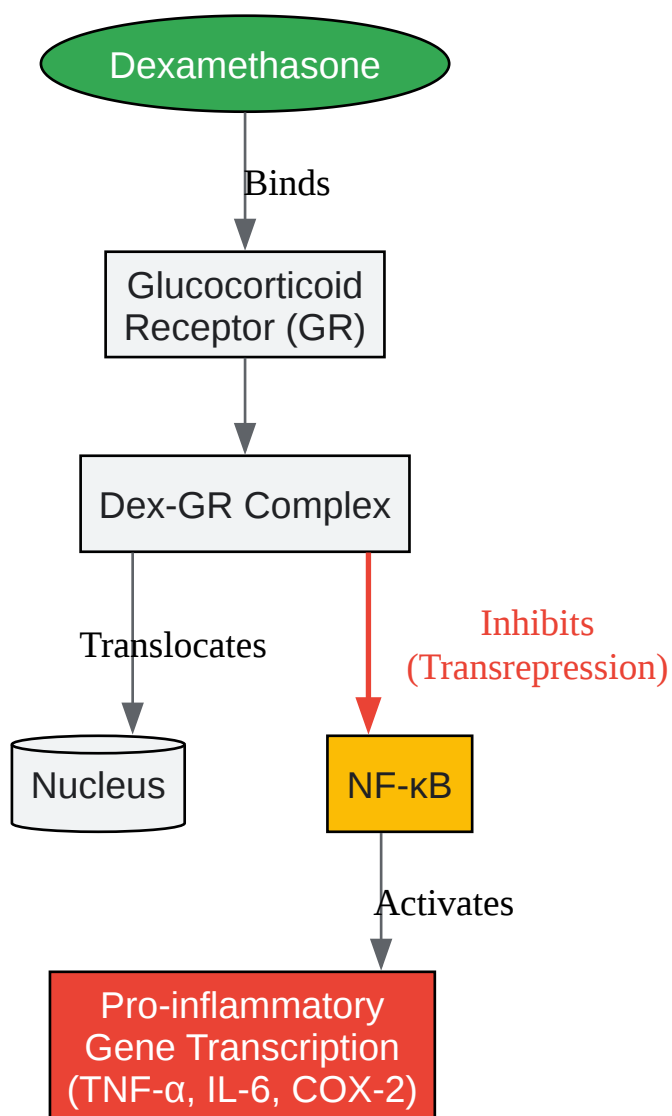 Dexamethasone
Binds
Glucocorticoid
Receptor (GR)
Dex-GR Complex
Translocates
Inhibits
(Transrepression)
Nucleus
NF-κB
Activates
Pro-inflammatory
Gene Transcription
(TNF-α, IL-6, COX-2)